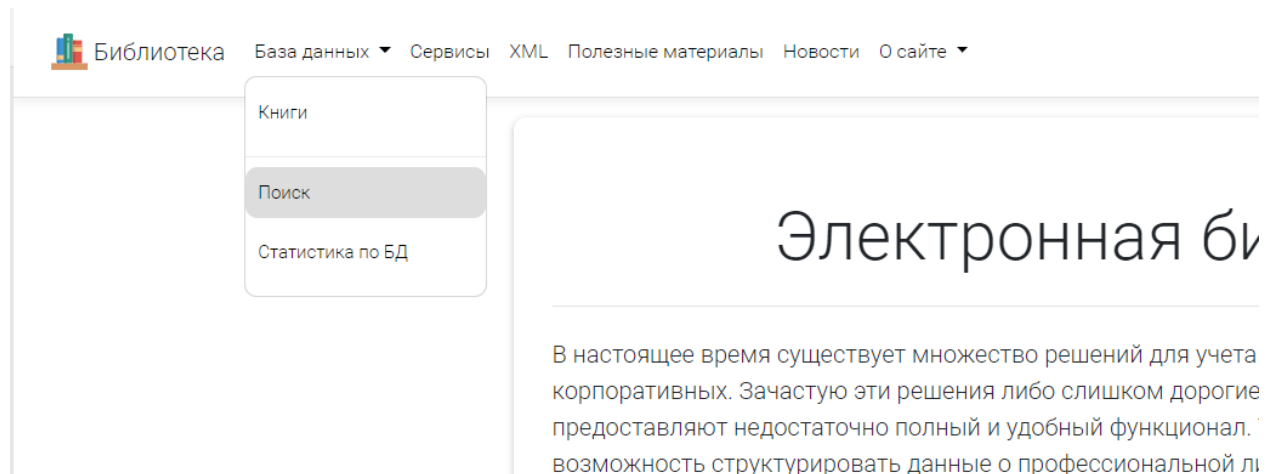 Библиотека База данных Сервисы XML Полезные материалы Новости О сайте
Книги
Поиск
Статистика по БД
Электронная
В настоящее время существует множество решений для учета
корпоративных. Зачастую эти решения либо слишком дорогие
предоставляют недостаточно полный и удобный функционал.
возможность структурировать данные о профессиональной